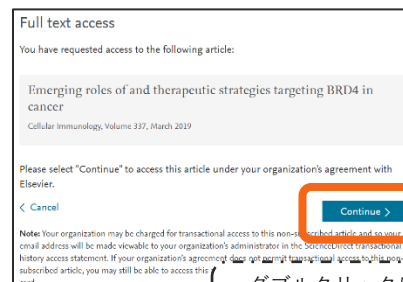 Full text access
You have requested access to the following article:
Emerging roles of and therapeutic strategies targeting BRD4 in
cancer
Cellular Immunology, Volume 337, March 2019
Please select "Continue" to access this article under your organization's agreement with
Elsevier.
< Cancel
Continue >
Note: Your organization may be charged for transactional access to this non-subscribed article and so your
email address will be made viewable to your organization's administrator in the ScienceDirect transactional
history access statement. If your organization's agreement does not permit transactional access to this non-
subscribed article, you may still be able to access this